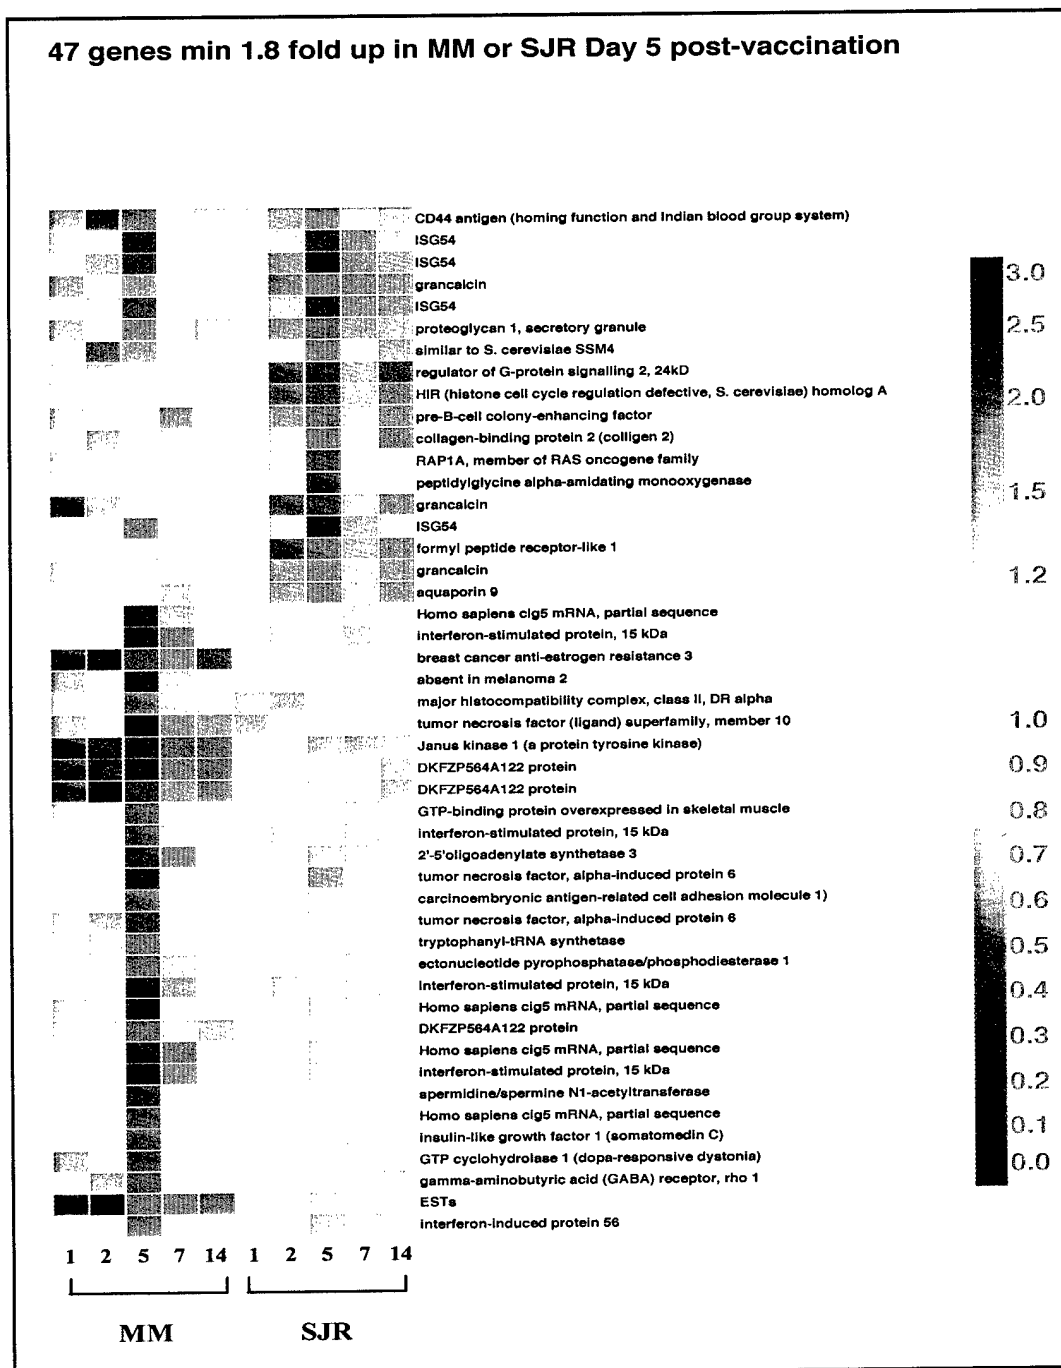 47 genes min 1.8 fold up in MM or SJR Day 5 post-vaccination
CD44 antigen (homing function and Indian blood group system)
ISG54
ISG54
grancalcin
ISG54
proteoglycan 1, secretory granule
similar to S. cerevisiae SSM4
regulator of G-protein signalling 2, 24kD
HIR (histone cell cycle regulation defective, S. cerevisiae) homolog A
pre-B-cell colony-enhancing factor
collagen-binding protein 2 (colligen 2)
RAP1A, member of RAS oncogene family
peptidylglycine alpha-amidating monooxygenase
grancalcin
ISG54
formyl peptide receptor-like 1
grancalcin
aquaporin 9
Homo sapiens cig5 mRNA, partial sequence
interferon-stimulated protein, 15 kDa
breast cancer anti-estrogen resistance 3
absent in melanoma 2
major histocompatibility complex, class II, DR alpha
tumor necrosis factor (ligand) superfamily, member 10
Janus kinase 1 (a protein tyrosine kinase)
DKFZP564A122 protein
DKFZP564A122 protein
GTP-binding protein overexpressed in skeletal muscle
interferon-stimulated protein, 15 kDa
2'-5'oligoadenylate synthetase 3
tumor necrosis factor, alpha-induced protein 6
carcinoembryonic antigen-related cell adhesion molecule 1)
tumor necrosis factor, alpha-induced protein 6
tryptophanyl-tRNA synthetase
ectonucleotide pyrophosphatase/phosphodiesterase 1
interferon-stimulated protein, 15 kDa
Homo sapiens cig5 mRNA, partial sequence
DKFZP564A122 protein
Homo sapiens cig5 mRNA, partial sequence
interferon-stimulated protein, 15 kDa
spermidine/spermine N1-acetyltransferase
Homo sapiens cig5 mRNA, partial sequence
insulin-like growth factor 1 (somatomedin C)
GTP cyclohydrolase 1 (dopa-responsive dystonia)
gamma-aminobutyric acid (GABA) receptor, rho 1
ESTs
interferon-induced protein 56
3.0
2.5
2.0
1.5
1.2
1.0
0.9
0.8
0.7
0.6
0.5
0.4
0.3
0.2
0.1
0.0
1 2 5 7 14 1 2 5 7 14
MM SJR